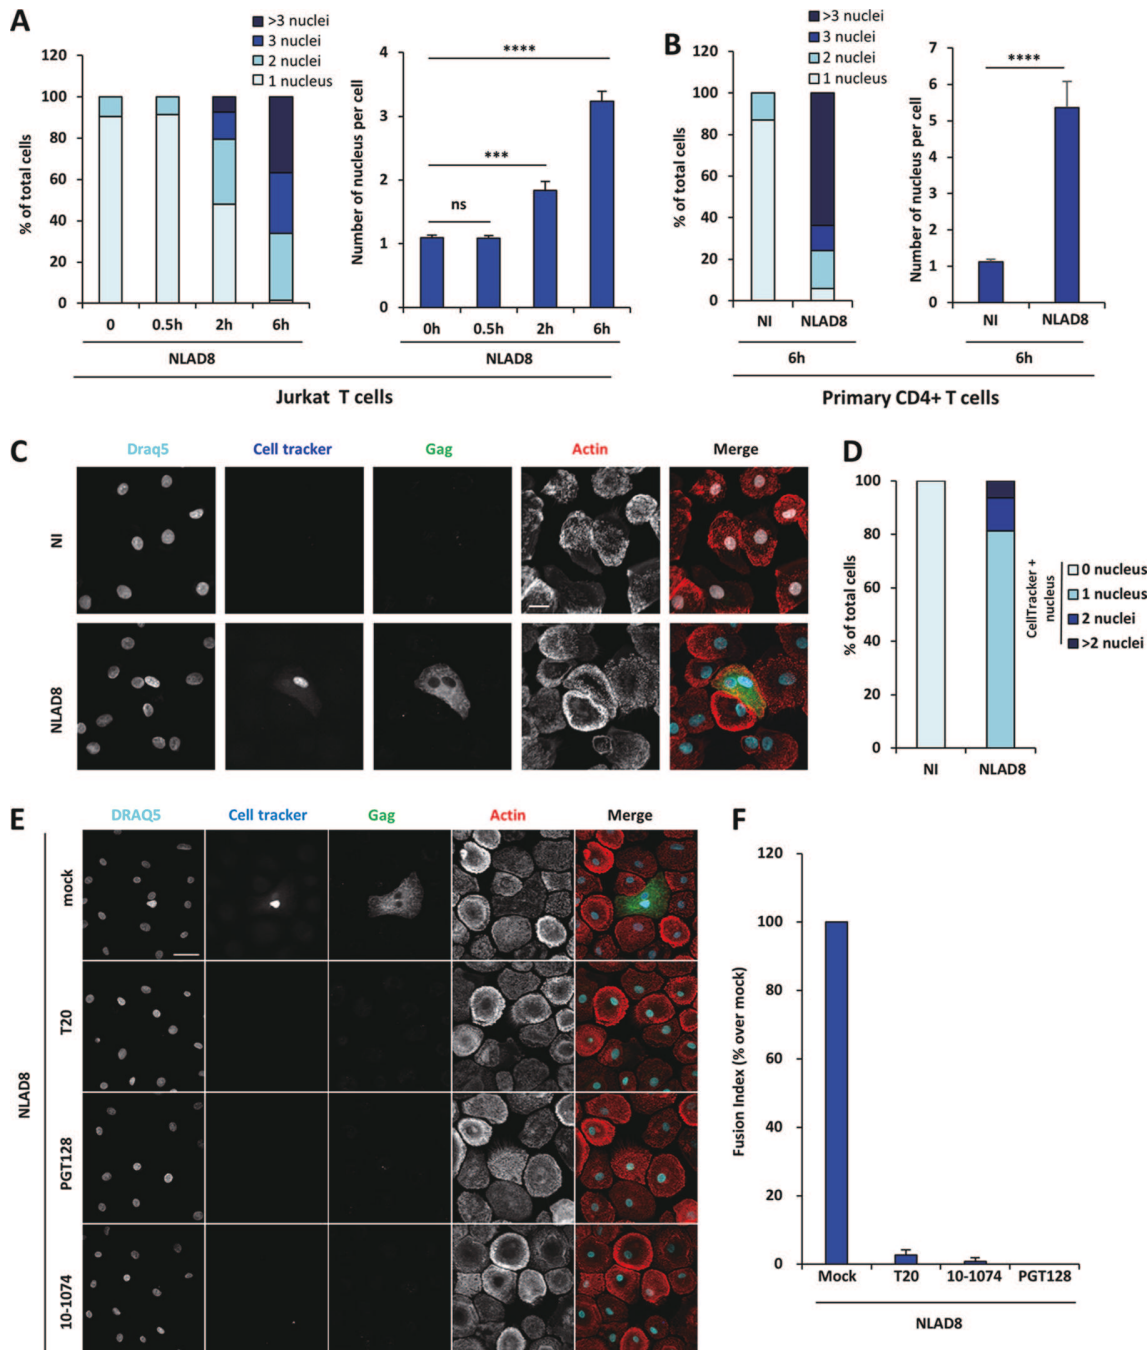 A
>3 nuclei
3 nuclei
2 nuclei
1 nucleus
120
100
80
60
40
20
0
% of total cells
0
0.5h
2h
6h
NLAD8
4
3
2
1
0
Number of nucleus per cell
****
***
ns
0h
0.5h
2h
6h
NLAD8
Jurkat T cells
B
>3 nuclei
3 nuclei
2 nuclei
1 nucleus
120
100
80
60
40
20
0
% of total cells
NI
NLAD8
6h
7
6
5
4
3
2
1
0
Number of nucleus per cell
****
NI
NLAD8
6h
Primary CD4+ T cells
C
Draq5
Cell tracker
Gag
Actin
Merge
NI
NLAD8
D
100
80
60
40
20
0
% of total cells
NI
NLAD8
CellTracker +
nucleus
0 nucleus
1 nucleus
2 nuclei
>2 nuclei
E
DRAQ5
Cell tracker
Gag
Actin
Merge
NLAD8
mock
T20
PGT128
10-1074
F
120
100
80
60
40
20
0
Fusion Index (% over mock)
Mock
T20
10-1074
PGT128
NLAD8